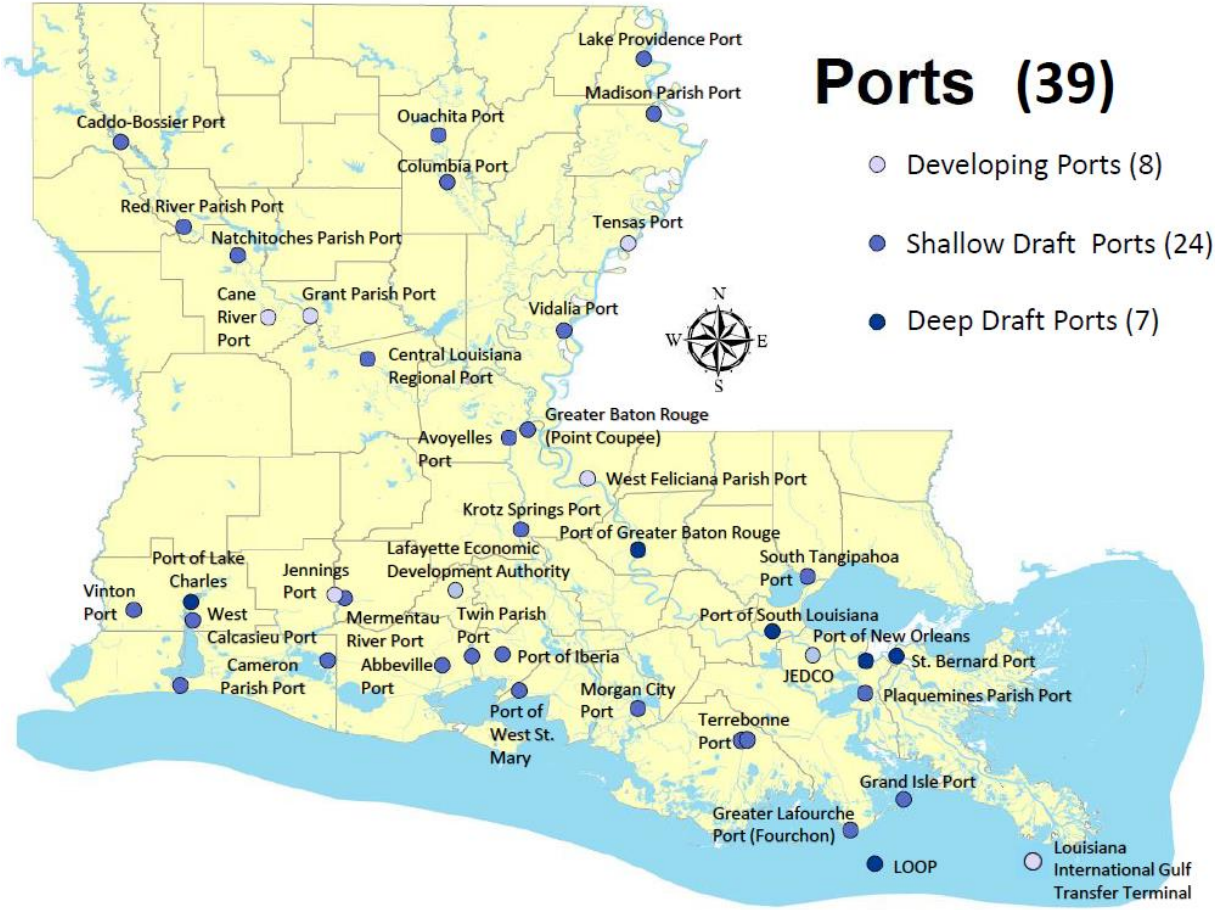 Ports (39)
Developing Ports (8)
Shallow Draft Ports (24)
Deep Draft Ports (7)
N
W E
S
Lake Providence Port
Madison Parish Port
Caddo-Bossier Port
Ouachita Port
Columbia Port
Red River Parish Port
Natchitoches Parish Port
Tensas Port
Cane
River
Port
Grant Parish Port
Vidalia Port
Central Louisiana
Regional Port
Greater Baton Rouge
(Point Coupee)
Avoyelles
Port
West Feliciana Parish Port
Krotz Springs Port
Port of Greater Baton Rouge
Lafayette Economic
Development Authority
South Tangipahoa
Port
Port of Lake
Charles
Jennings
Port
Vinton
Port
West
Calcasieu Port
Mermentau
River Port
Twin Parish
Port
Port of South Louisiana
Port of New Orleans
Cameron
Parish Port
Abbeville
Port
Port of Iberia
JEDCO
St. Bernard Port
Morgan City
Port
Plaquemines Parish Port
Port of
West St.
Mary
Terrebonne
Port
Grand Isle Port
Greater Lafourche
Port (Fourchon)
LOOP
Louisiana
International Gulf
Transfer Terminal